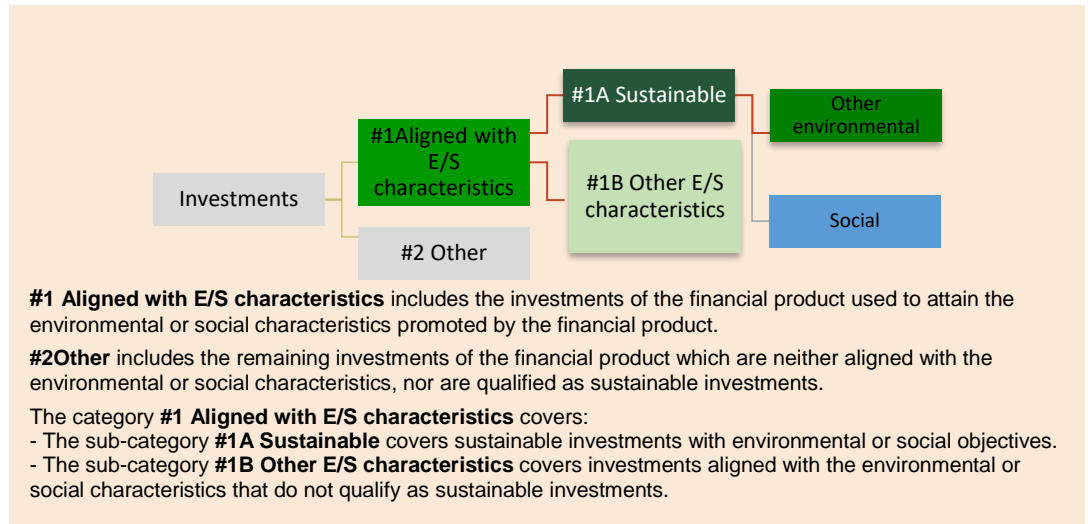 #1A Sustainable
Other
environmental
#1Aligned with
E/S
characteristics
#1B Other E/S
characteristics
Investments
Social
#2 Other
#1 Aligned with E/S characteristics includes the investments of the financial product used to attain the
environmental or social characteristics promoted by the financial product.
#2Other includes the remaining investments of the financial product which are neither aligned with the
environmental or social characteristics, nor are qualified as sustainable investments.
The category #1 Aligned with E/S characteristics covers:
- The sub-category #1A Sustainable covers sustainable investments with environmental or social objectives.
- The sub-category #1B Other E/S characteristics covers investments aligned with the environmental or
social characteristics that do not qualify as sustainable investments.